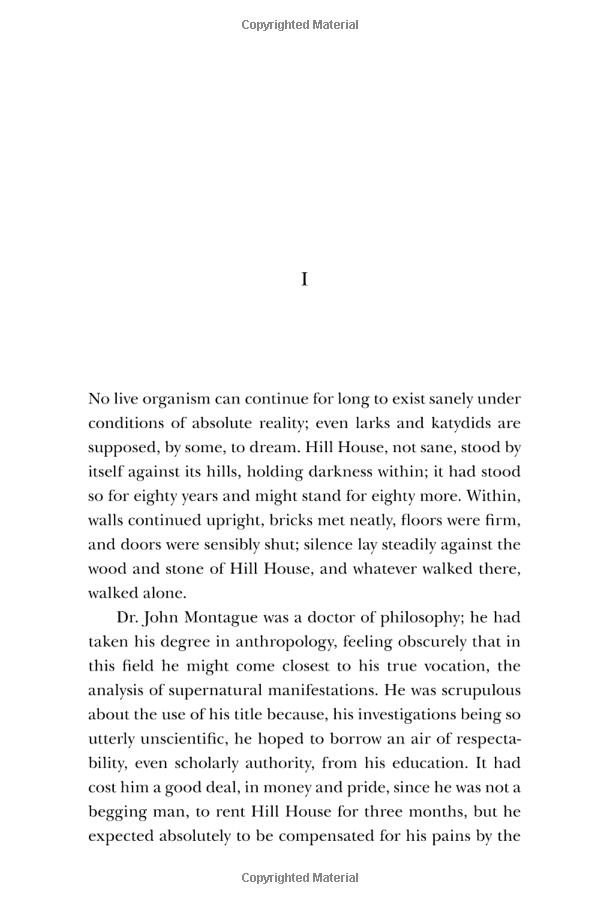 Copyrighted Material
I
No live organism can continue for long to exist sanely under
conditions of absolute reality; even larks and katydids are
supposed, by some, to dream. Hill House, not sane, stood by
itself against its hills, holding darkness within; it had stood
so for eighty years and might stand for eighty more. Within,
walls continued upright, bricks met neatly, floors were firm,
and doors were sensibly shut; silence lay steadily against the
wood and stone of Hill House, and whatever walked there,
walked alone.
Dr. John Montague was a doctor of philosophy; he had
taken his degree in anthropology, feeling obscurely that in
this field he might come closest to his true vocation, the
analysis of supernatural manifestations. He was scrupulous
about the use of his title because, his investigations being so
utterly unscientific, he hoped to borrow an air of respecta-
bility, even scholarly authority, from his education. It had
cost him a good deal, in money and pride, since he was not a
begging man, to rent Hill House for three months, but he
expected absolutely to be compensated for his pains by the
Copyrighted Material